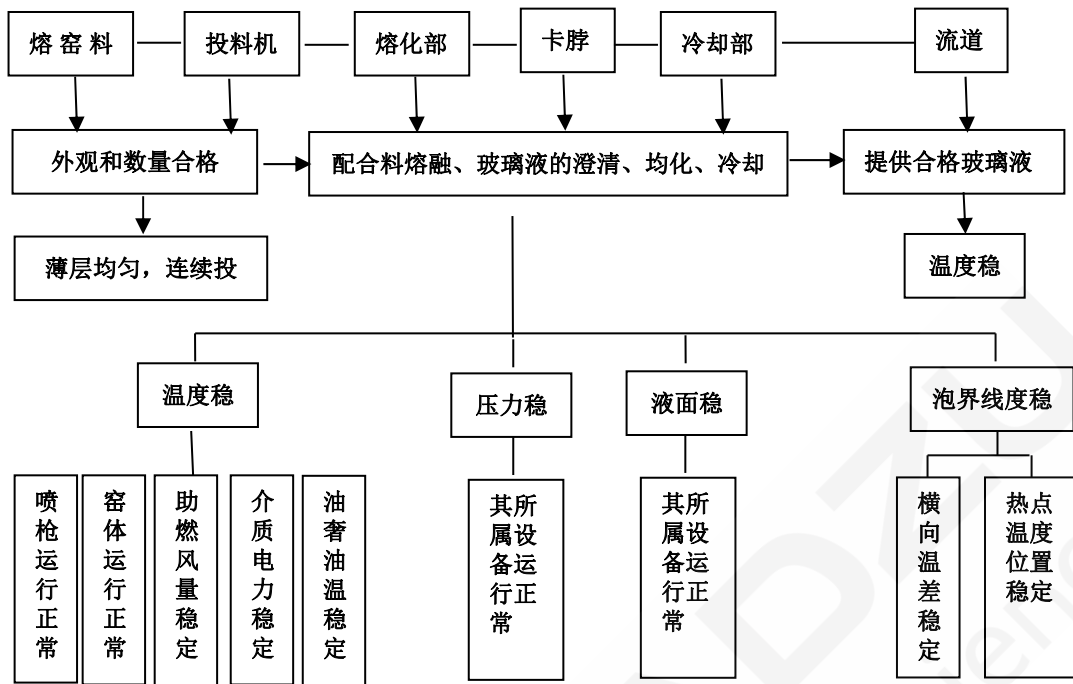 熔 窑 料
投料机
熔化部
卡脖
冷却部
流道
外观和数量合格
配合料熔融、玻璃液的澄清、均化、冷却
提供合格玻璃液
薄层均匀，连续投
温度稳
温度稳
压力稳
液面稳
泡界线度稳
喷枪运行正常
窑体运行正常
助燃风量稳定
介质电力稳定
油奢油温稳定
其所属设备运行正常
其所属设备运行正常
横向温差稳定
热点温度位置稳定